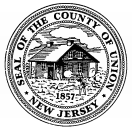 SEAL OF THE COUNTY OF UNION
1857
NEW JERSEY